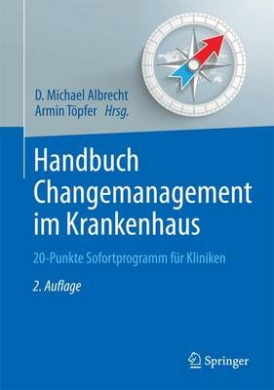 D. Michael Albrecht
Armin Töpfer Hrsg.
Handbuch
Changemanagement
im Krankenhaus
20-Punkte Sofortprogramm für Kliniken
2. Auflage
Springer